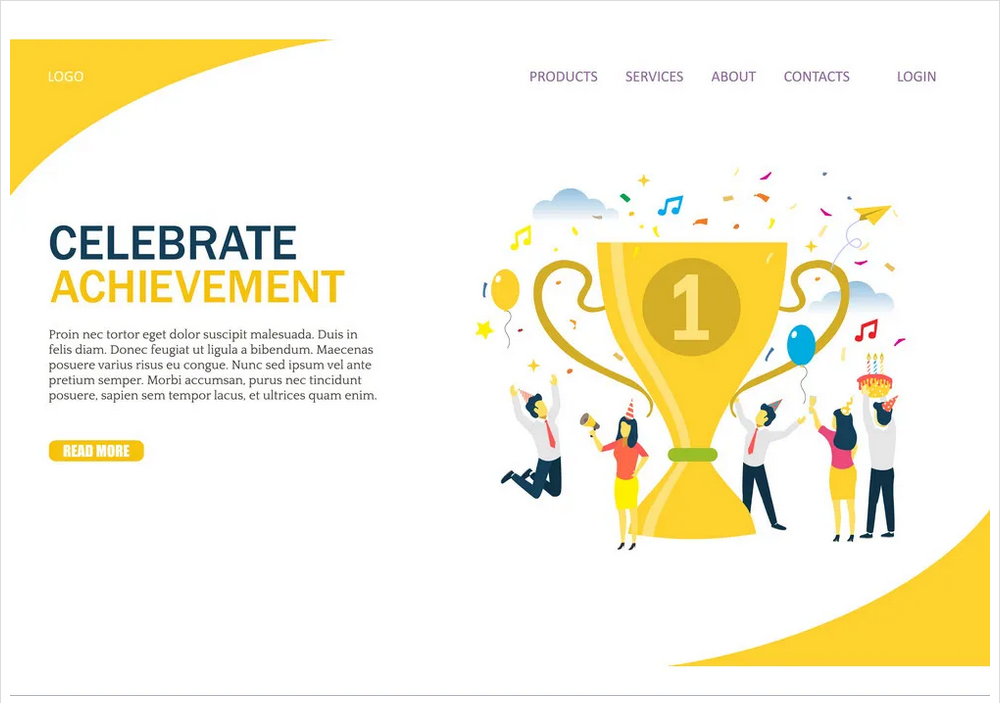 LOGO
PRODUCTS SERVICES ABOUT CONTACTS LOGIN
CELEBRATE
ACHIEVEMENT
Proin nec tortor eget dolor suscipit malesuada. Duis in
felis diam. Donec feugiat ut ligula a bibendum. Maecenas
posuere varius risus eu congue. Nunc sed ipsum vel ante
pretium semper. Morbi accumsan, purus nec tincidunt
posuere, sapien sem tempor lacus, et ultrices quam enim.
READ MORE
1